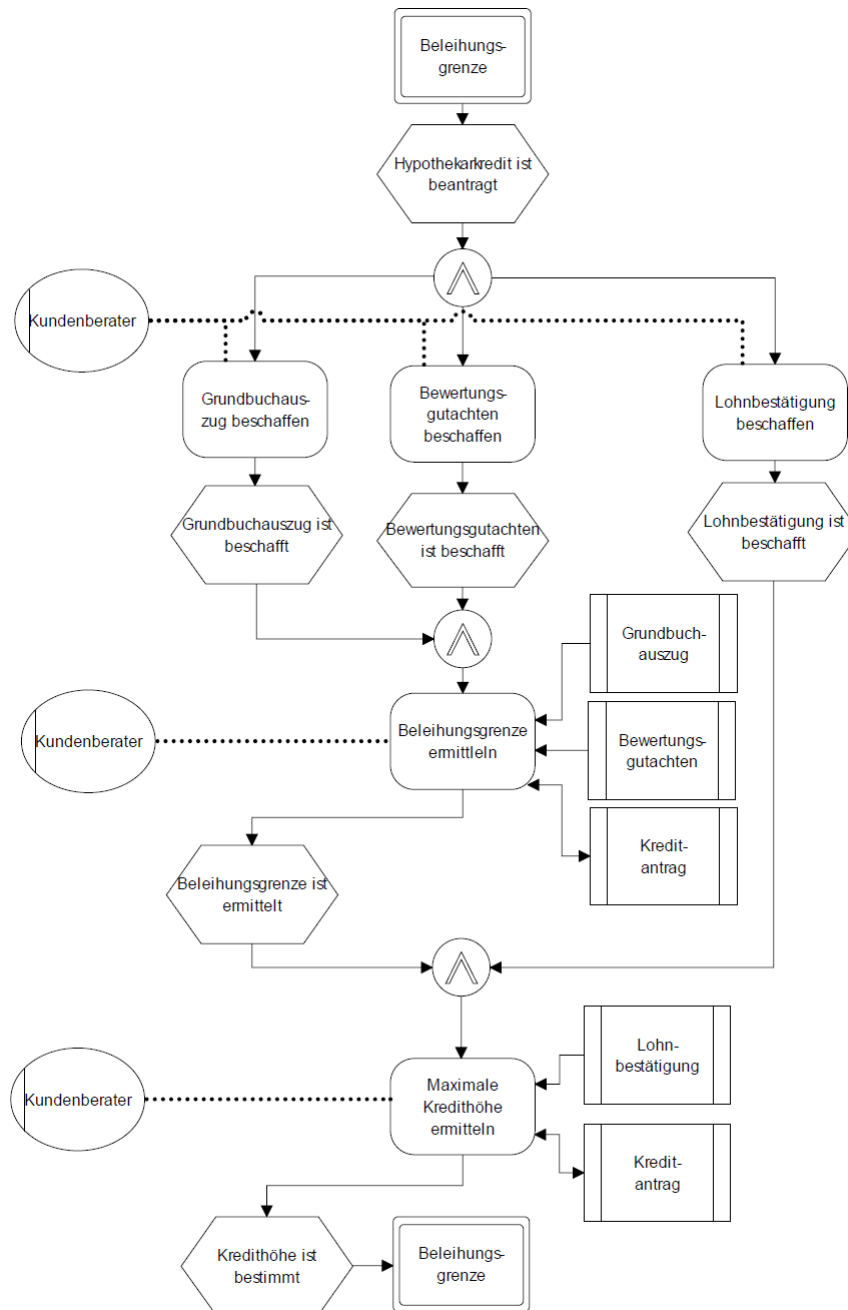 Beleihungs-
grenze
Hypothekarkredit ist
beantragt
Kundenberater
Grundbuchaus-
zug beschaffen
Bewertungs-
gutachten
beschaffen
Lohnbestätigung
beschaffen
Grundbuchauszug ist
beschafft
Bewertungsgutachten
ist beschafft
Lohnbestätigung ist
beschafft
Grundbuch-
auszug
Kundenberater
Beleihungsgrenze
ermittleln
Bewertungs-
gutachten
Kredit-
antrag
Beleihungsgrenze ist
ermittelt
Lohn-
bestätigung
Kundenberater
Maximale
Kredithöhe
ermitteln
Kredit-
antrag
Kredithöhe ist
bestimmt
Beleihungs-
grenze